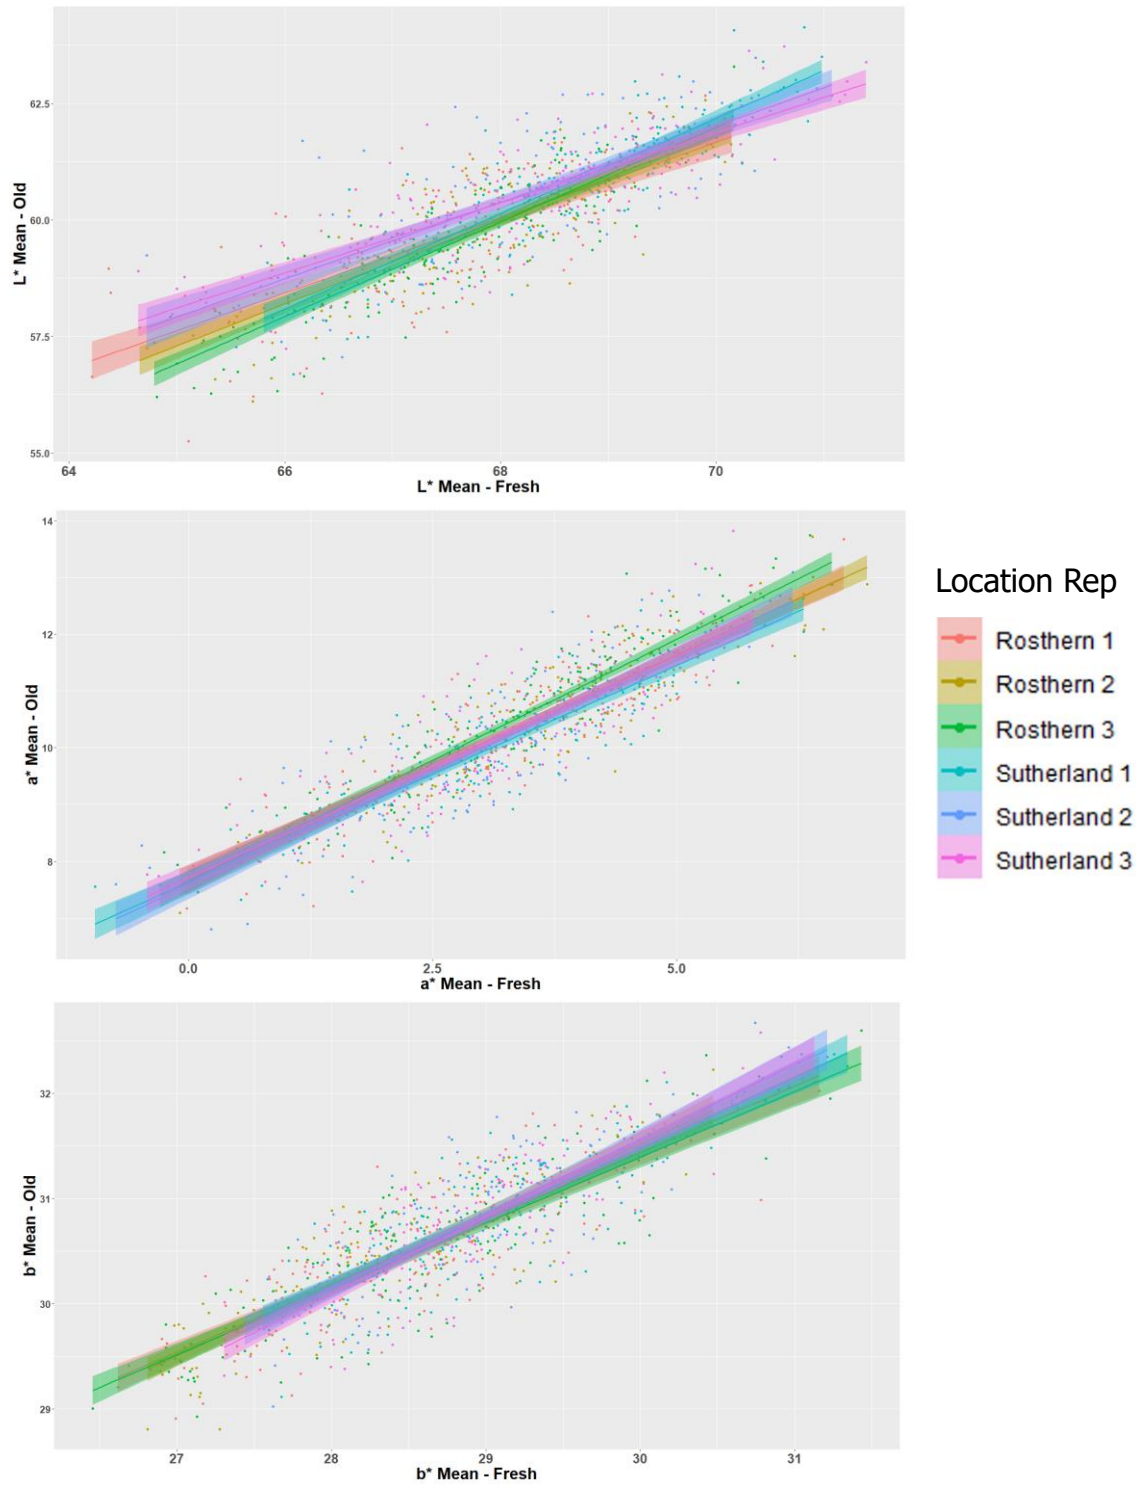 L* Mean - Old
62.5
60.0
57.5
55.0
64 66 68 70
L* Mean - Fresh
a* Mean - Old
14
12
10
8
0.0 2.5 5.0
a* Mean - Fresh
Location Rep
Rosthern 1
Rosthern 2
Rosthern 3
Sutherland 1
Sutherland 2
Sutherland 3
b* Mean - Old
32
31
30
29
27 28 29 30 31
b* Mean - Fresh